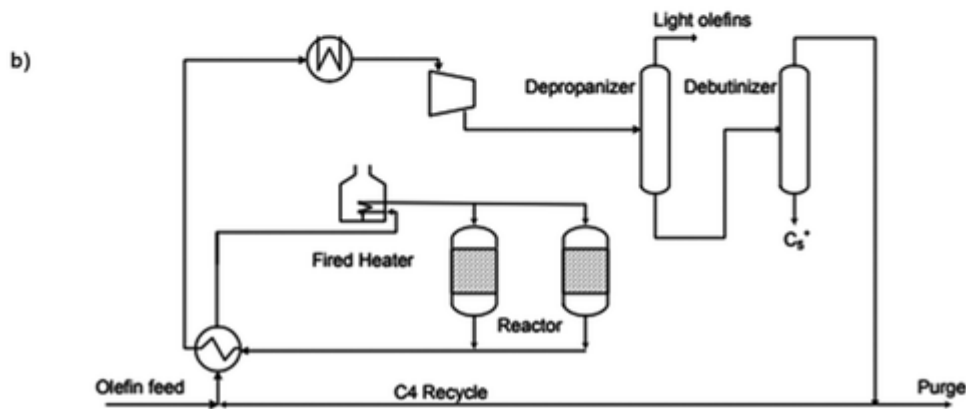 b)
Light olefins
Depropanizer
Debutinizer
Fired Heater
C₅⁺
Reactor
Olefin feed
C4 Recycle
Purge